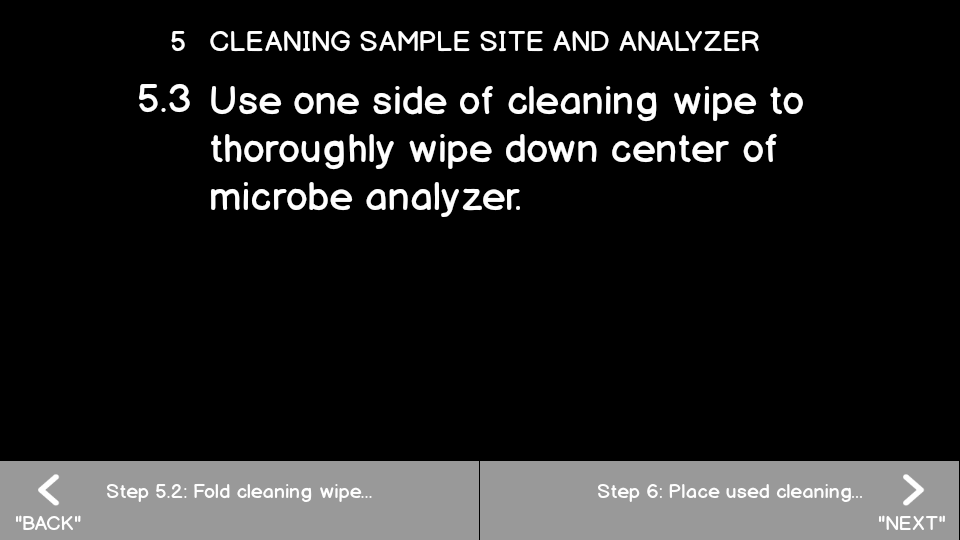 5 CLEANING SAMPLE SITE AND ANALYZER
5.3 Use one side of cleaning wipe to
thoroughly wipe down center of
microbe analyzer.
Step 5.2: Fold cleaning wipe...
"BACK"
Step 6: Place used cleaning...
"NEXT"